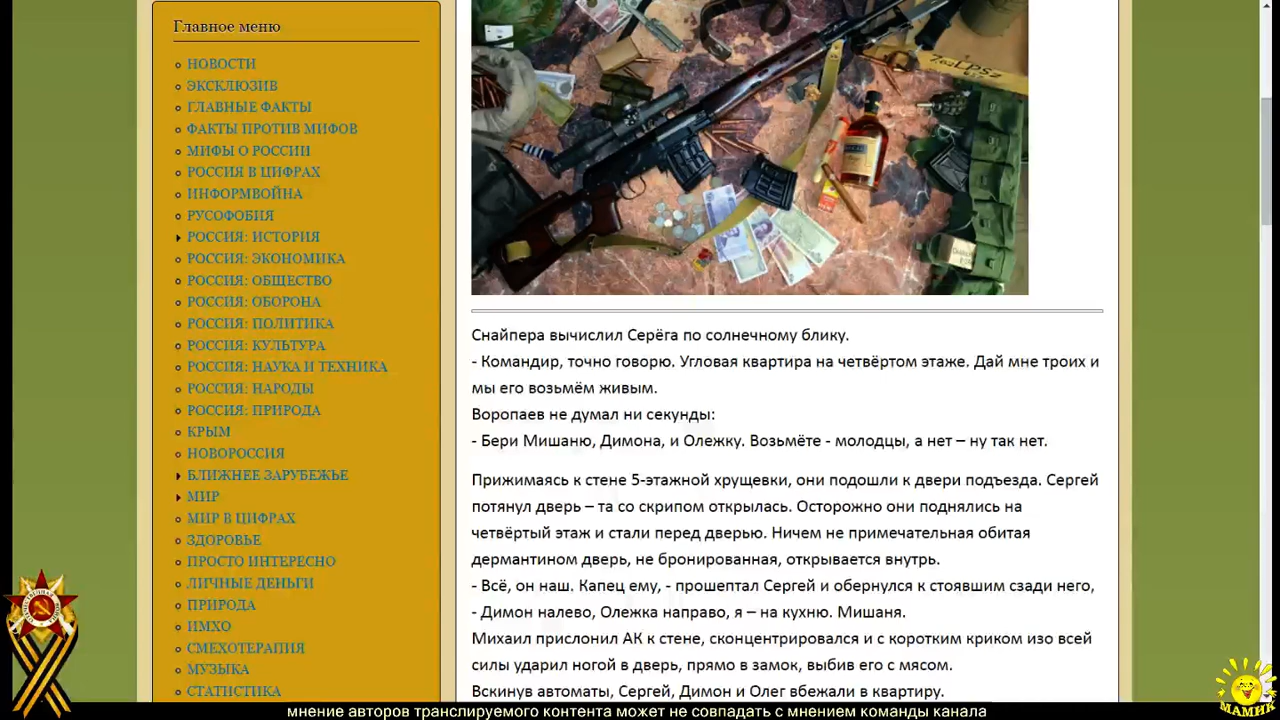 Главное меню
НОВОСТИ
ЭКСКЛЮЗИВ
ГЛАВНЫЕ ФАКТЫ
ФАКТЫ ПРОТИВ МИФОВ
МИФЫ О РОССИИ
РОССИЯ В ЦИФРАХ
ИНФОРМВОЙНА
РУСОФОБИЯ
РОССИЯ: ИСТОРИЯ
РОССИЯ: ЭКОНОМИКА
РОССИЯ: ОБЩЕСТВО
РОССИЯ: ОБОРОНА
РОССИЯ: ПОЛИТИКА
РОССИЯ: КУЛЬТУРА
РОССИЯ: НАУКА И ТЕХНИКА
РОССИЯ: НАРОДЫ
РОССИЯ: ПРИРОДА
КРЫМ
НОВОРОССИЯ
БЛИЖНЕЕ ЗАРУБЕЖЬЕ
МИР
МИР В ЦИФРАХ
ЗДОРОВЬЕ
ПРОСТО ИНТЕРЕСНО
ЛИЧНЫЕ ДЕНЬГИ
ПРИРОДА
ИМХО
СМЕХОТЕРАПИЯ
МУЗЫКА
СТАТИСТИКА
Снайпера вычислил Серёга по солнечному блику.
- Командир, точно говорю. Угловая квартира на четвёртом этаже. Дай мне троих и
мы его возьмём живым.
Воропаев не думал ни секунды:
- Бери Мишаню, Димона, и Олежку. Возьмёте - молодцы, а нет – ну так нет.
Прижимаясь к стене 5-этажной хрущевки, они подошли к двери подъезда. Сергей
потянул дверь – та со скрипом открылась. Осторожно они поднялись на
четвёртый этаж и стали перед дверью. Ничем не примечательная обитая
дермантином дверь, не бронированная, открывается внутрь.
- Всё, он наш. Капец ему, - прошептал Сергей и обернулся к стоявшим сзади него,
- Димон налево, Олежка направо, я – на кухню. Мишаня.
Михаил прислонил АК к стене, сконцентрировался и с коротким криком изо всей
силы ударил ногой в дверь, прямо в замок, выбив его с мясом.
Вскинув автоматы, Сергей, Димон и Олег вбежали в квартиру.
МАМИК
мнение авторов транслируемого контента может не совпадать с мнением команды канала